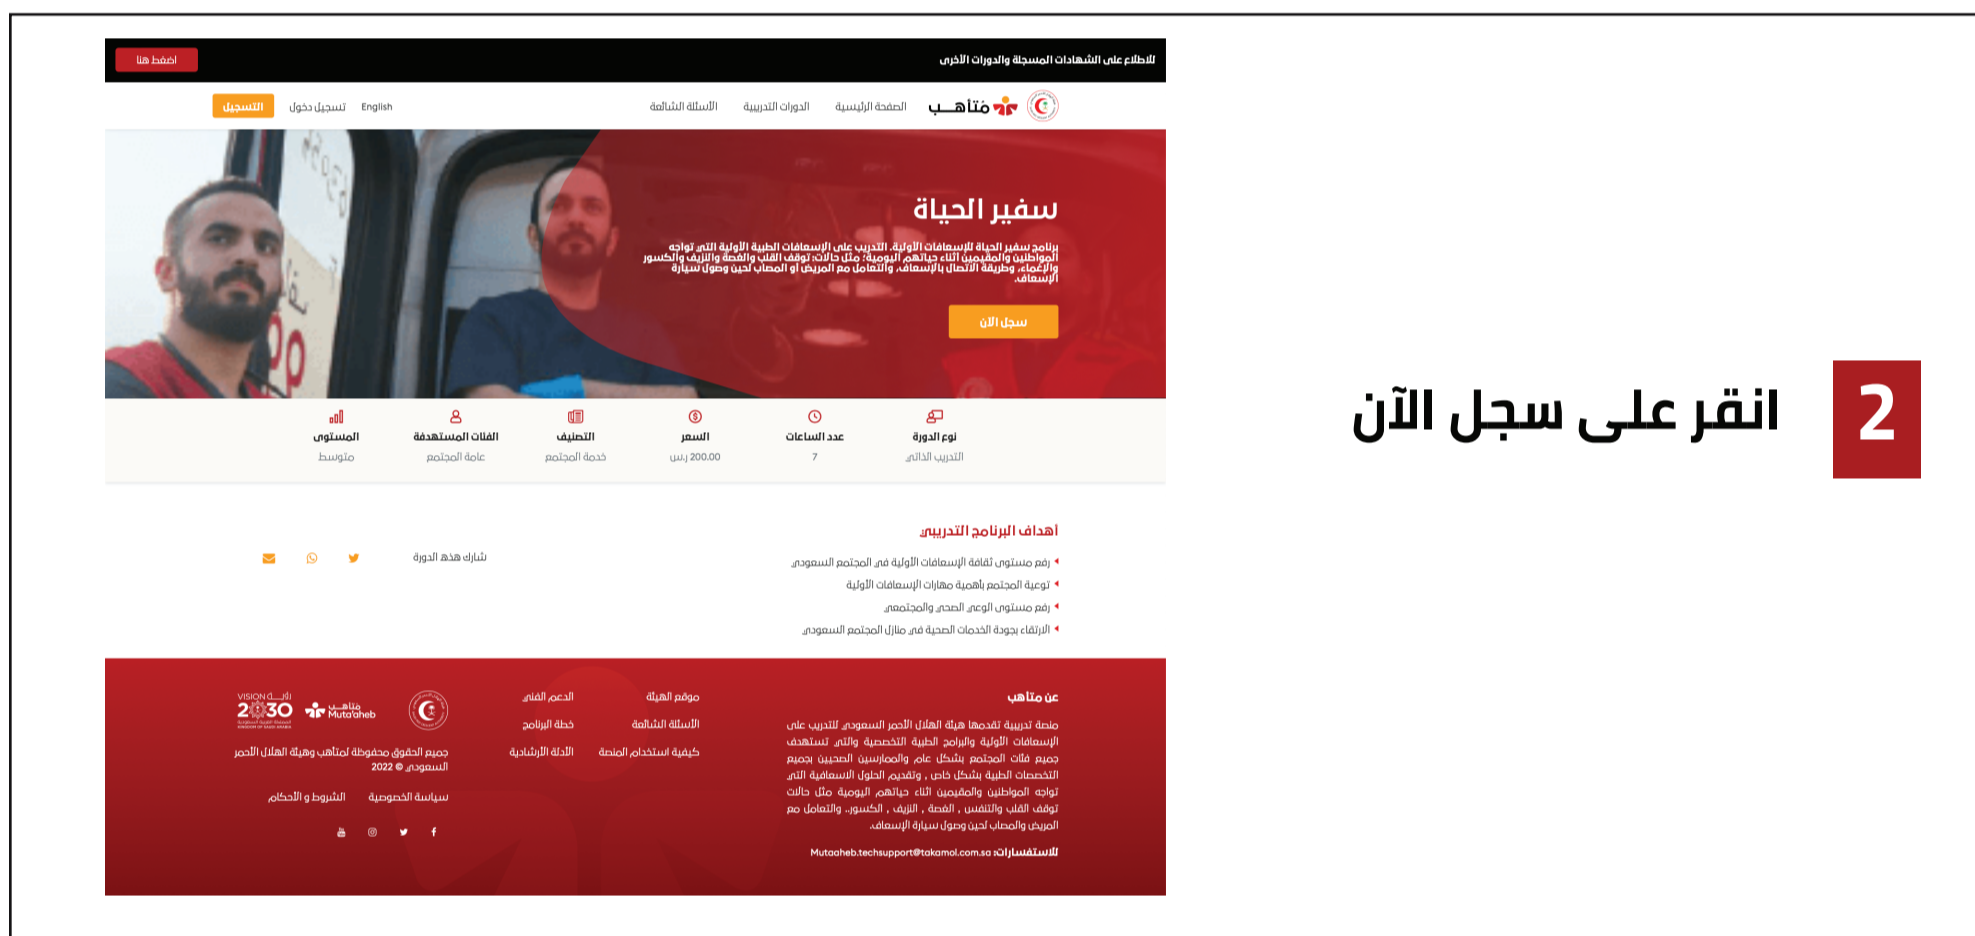 2
انقر على سجل الآن
للاطلاع على الشهادات المسجلة والدورات الأخرى
اضغط هنا
مُتأهــب
الصفحة الرئيسية
الدورات التدريبية
الأسئلة الشائعة
English
تسجيل دخول
التسجيل
سفير الحياة
برنامج سفير الحياة للإسعافات الأولية. التدريب على الإسعافات الطبية الأولية التي تواجه
المواطنين والمقيمين أثناء حياتهم اليومية؛ مثل حالات: توقف القلب والغصة والنزيف والكسور
والإغماء، وطريقة الاتصال بالإسعاف، والتعامل مع المريض أو المصاب لحين وصول سيارة
الإسعاف.
سجل الآن
نوع الدورة
التدريب الذاتي
عدد الساعات
7
السعر
200.00 ر.س
التصنيف
خدمة المجتمع
الفئات المستهدفة
عامة المجتمع
المستوى
متوسط
أهداف البرنامج التدريبي
رفع مستوى ثقافة الإسعافات الأولية في المجتمع السعودي
توعية المجتمع بأهمية مهارات الإسعافات الأولية
رفع مستوى الوعي الصحي والمجتمعي
الارتقاء بجودة الخدمات الصحية في منازل المجتمع السعودي
شارك هذه الدورة
عن متأهب
منصة تدريبية تقدمها هيئة الهلال الأحمر السعودي للتدريب على
الإسعافات الأولية والبرامج الطبية التخصصية والتي تستهدف
جميع فئات المجتمع بشكل عام والممارسين الصحيين بجميع
التخصصات الطبية بشكل خاص , وتقديم الحلول الاسعافية التي
تواجه المواطنين والمقيمين اثناء حياتهم اليومية مثل حالات
توقف القلب والتنفس , الغصة , النزيف , الكسور.. والتعامل مع
المريض والمصاب لحين وصول سيارة الإسعاف.
للاستفسارات: Mutaaheb.techsupport@takamol.com.sa
موقع الهيئة
الأسئلة الشائعة
كيفية استخدام المنصة
الدعم الفني
خطة البرنامج
الأدلة الأرشادية
متأهب
Muta'aheb
VISION رؤيـــة
2030
جميع الحقوق محفوظة لمتأهب وهيئة الهلال الأحمر
السعودي © 2022
سياسة الخصوصية
الشروط و الأحكام